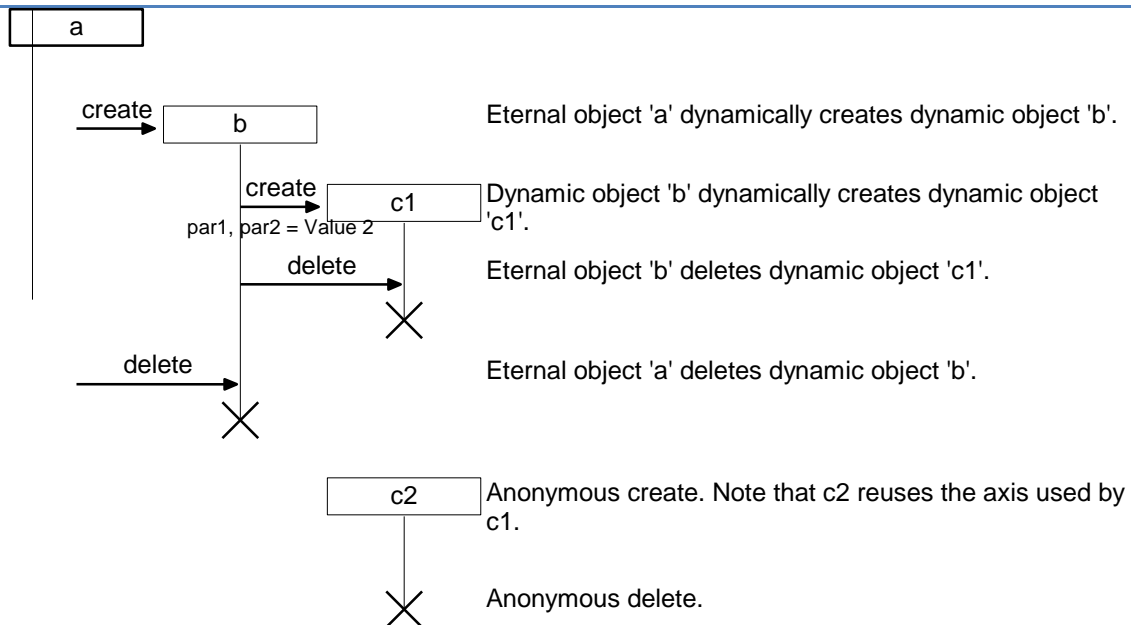 a
create
b
Eternal object 'a' dynamically creates dynamic object 'b'.
create
c1
Dynamic object 'b' dynamically creates dynamic object
'c1'.
par1, par2 = Value 2
delete
Eternal object 'b' deletes dynamic object 'c1'.
delete
Eternal object 'a' deletes dynamic object 'b'.
c2
Anonymous create. Note that c2 reuses the axis used by
c1.
Anonymous delete.